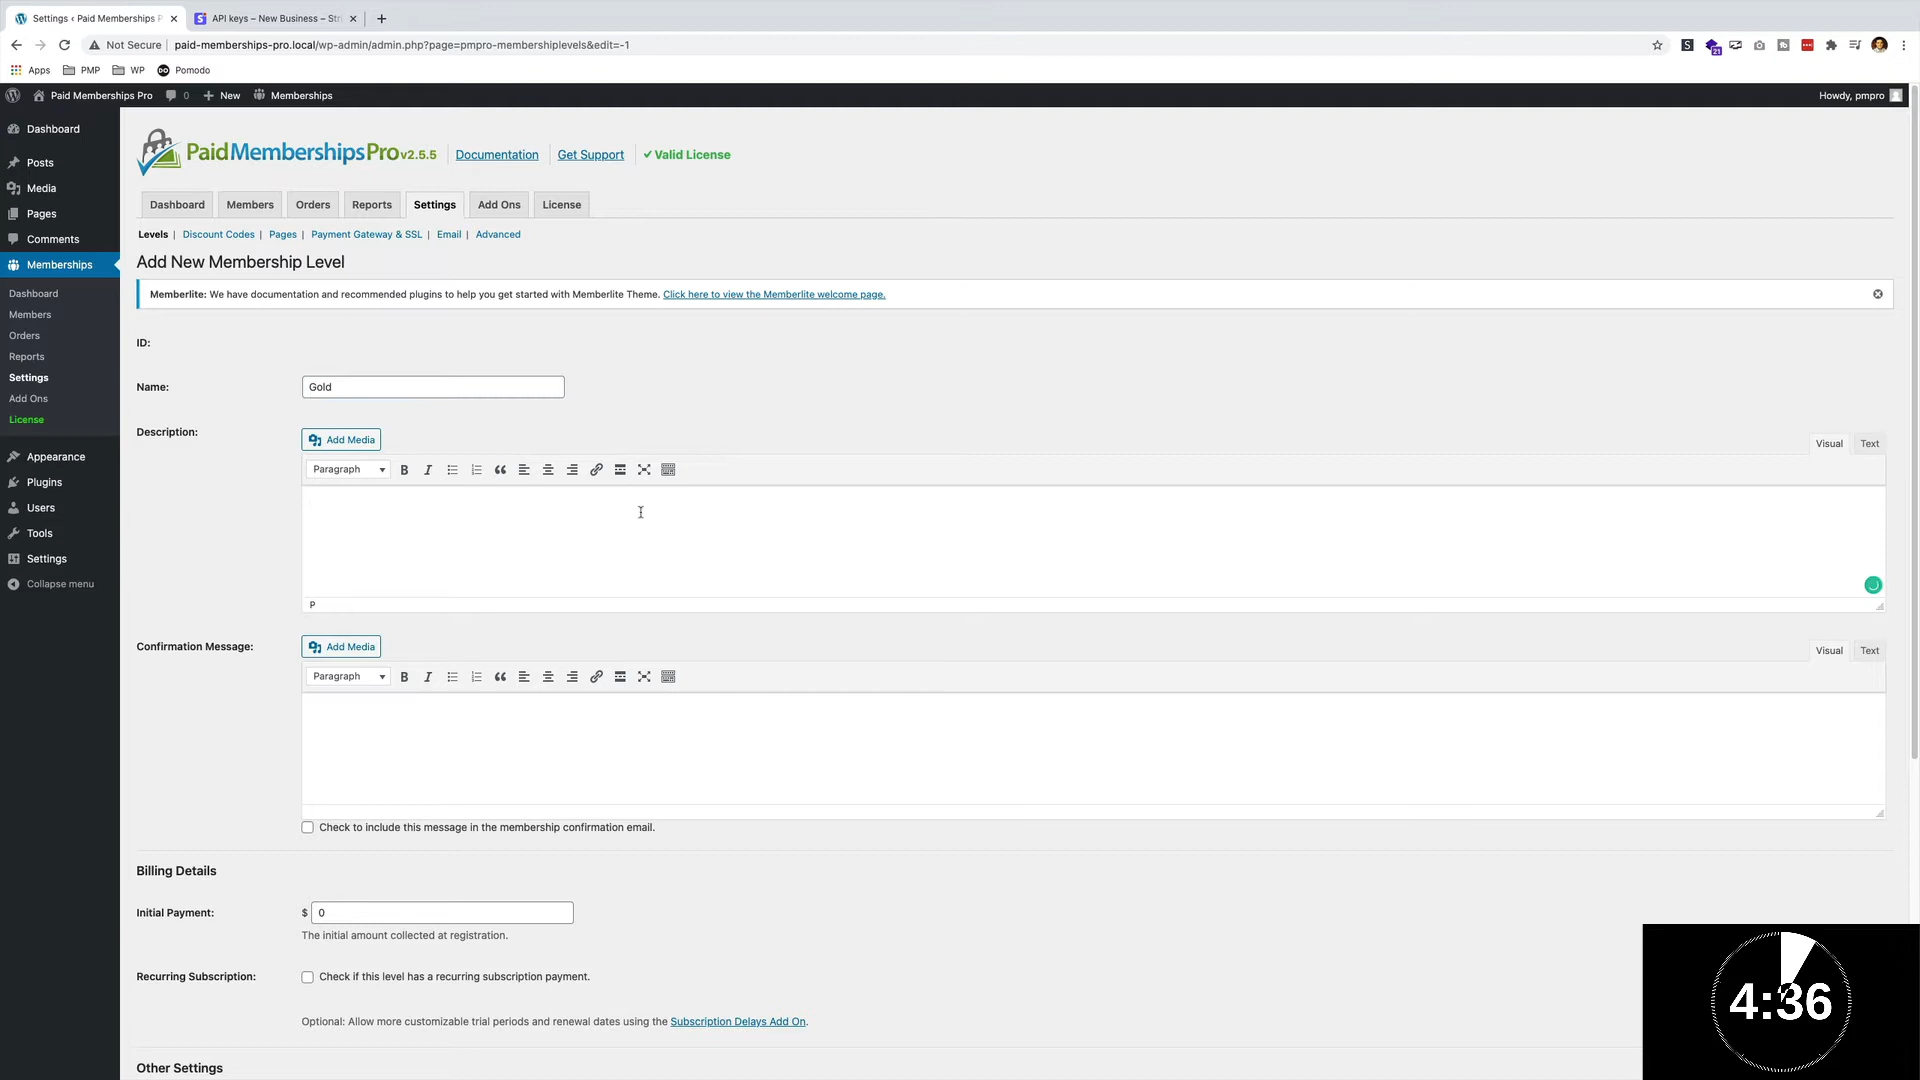 Settings ‹ Paid Memberships P
API keys – New Business – Stri
Not Secure
paid-memberships-pro.local/wp-admin/admin.php?page=pmpro-membershiplevels&edit=-1
21
Apps
PMP
WP
DO
Pomodo
Paid Memberships Pro
0
New
Memberships
Howdy, pmpro
Dashboard
Posts
Media
Pages
Comments
Memberships
Dashboard
Members
Orders
Reports
Settings
Add Ons
License
Appearance
Plugins
Users
Tools
Settings
Collapse menu
PaidMembershipsPro v2.5.5
Documentation
Get Support
Valid License
Dashboard
Members
Orders
Reports
Settings
Add Ons
License
Levels | Discount Codes | Pages | Payment Gateway & SSL | Email | Advanced
Add New Membership Level
Memberlite: We have documentation and recommended plugins to help you get started with Memberlite Theme. Click here to view the Memberlite welcome page.
ID:
Name:
Gold
Description:
Add Media
Visual
Text
Paragraph
P
Confirmation Message:
Add Media
Visual
Text
Paragraph
Check to include this message in the membership confirmation email.
Billing Details
Initial Payment:
$ 0
The initial amount collected at registration.
Recurring Subscription:
Check if this level has a recurring subscription payment.
Optional: Allow more customizable trial periods and renewal dates using the Subscription Delays Add On.
Other Settings
4:36